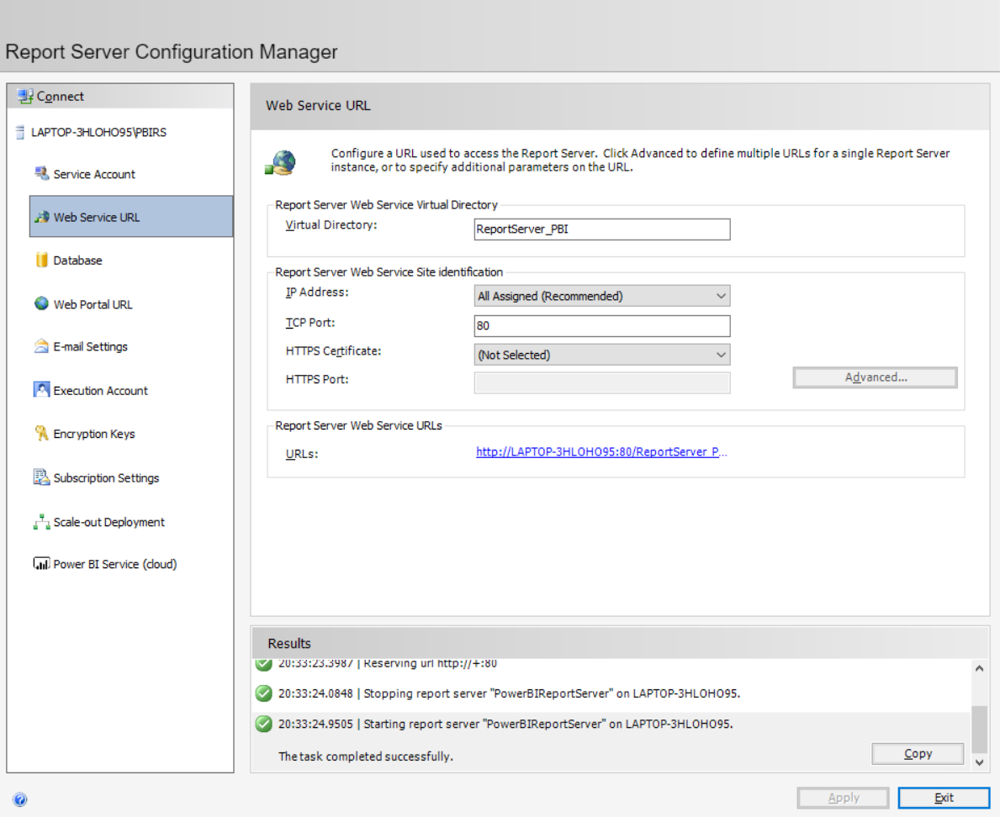 Report Server Configuration Manager
Connect
LAPTOP-3HLOHO95\PBIRS
Service Account
Web Service URL
Database
Web Portal URL
E-mail Settings
Execution Account
Encryption Keys
Subscription Settings
Scale-out Deployment
Power BI Service (cloud)
Web Service URL
Configure a URL used to access the Report Server. Click Advanced to define multiple URLs for a single Report Server
instance, or to specify additional parameters on the URL.
Report Server Web Service Virtual Directory
Virtual Directory: ReportServer_PBI
Report Server Web Service Site identification
IP Address: All Assigned (Recommended)
TCP Port: 80
HTTPS Certificate: (Not Selected)
HTTPS Port:
Advanced...
Report Server Web Service URLs
URLs: http://LAPTOP-3HLOHO95:80/ReportServer_P...
Results
20:33:23.3987 | Reserving url http://+:80
20:33:24.0848 | Stopping report server "PowerBIReportServer" on LAPTOP-3HLOHO95.
20:33:24.9505 | Starting report server "PowerBIReportServer" on LAPTOP-3HLOHO95.
The task completed successfully.
Copy
Apply
Exit